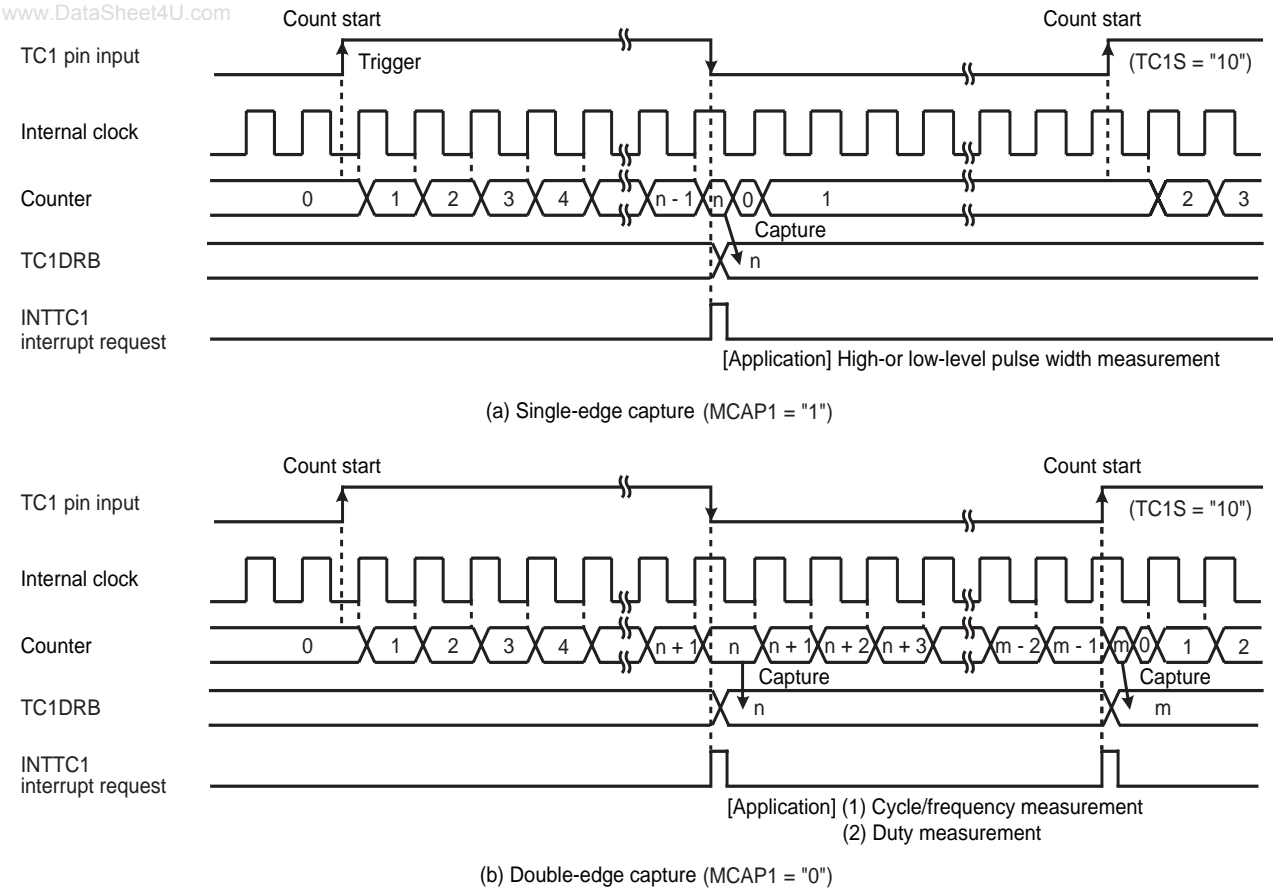 www.DataSheet4U.com
Count start
Count start
TC1 pin input
Trigger
(TC1S = "10")
Internal clock
Counter
0 1 2 3 4 n - 1 n 0 1 2 3
Capture
TC1DRB
n
INTTC1
interrupt request
[Application] High-or low-level pulse width measurement
(a) Single-edge capture (MCAP1 = "1")
Count start
Count start
TC1 pin input
(TC1S = "10")
Internal clock
Counter
0 1 2 3 4 n + 1 n n + 1 n + 2 n + 3 m - 2 m - 1 m 0 1 2
Capture
Capture
TC1DRB
n
m
INTTC1
interrupt request
[Application] (1) Cycle/frequency measurement
(2) Duty measurement
(b) Double-edge capture (MCAP1 = "0")